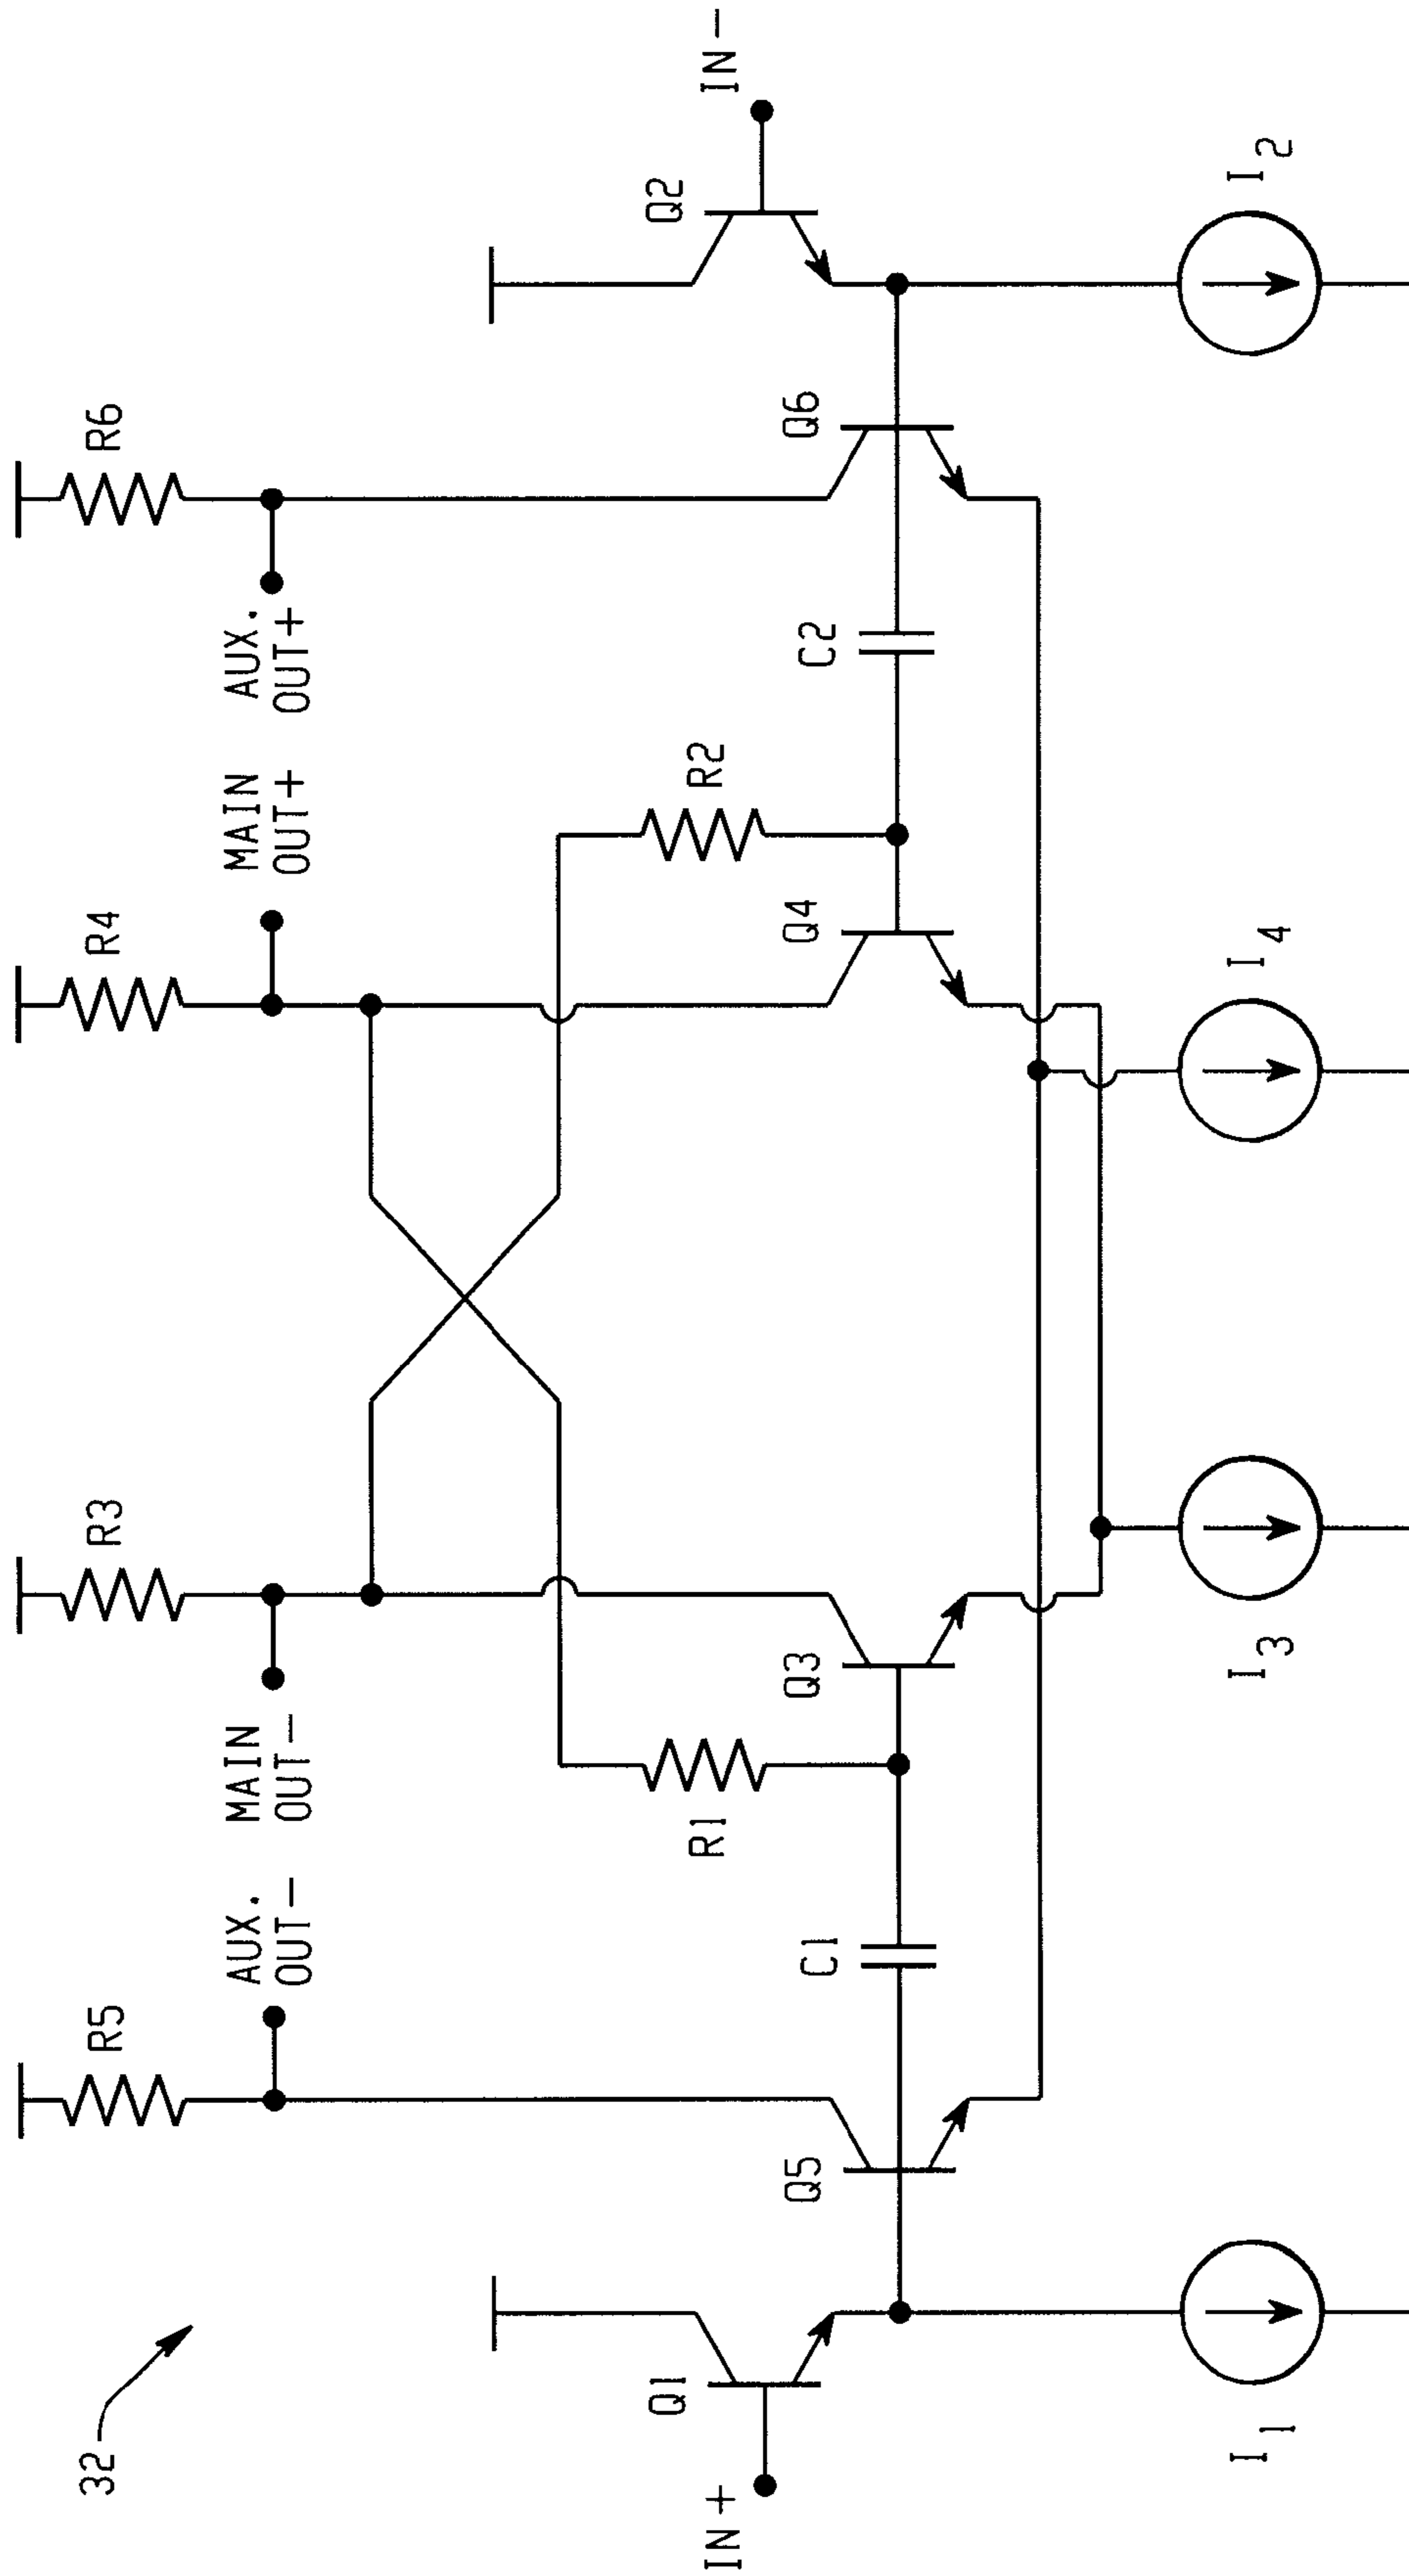 32
R5
R3
R4
R6
AUX.
OUT-
MAIN
OUT-
MAIN
OUT+
AUX.
OUT+
IN+
Q1
R1
R2
Q2
IN-
Q5
C1
Q3
Q4
C2
Q6
I1
I3
I4
I2